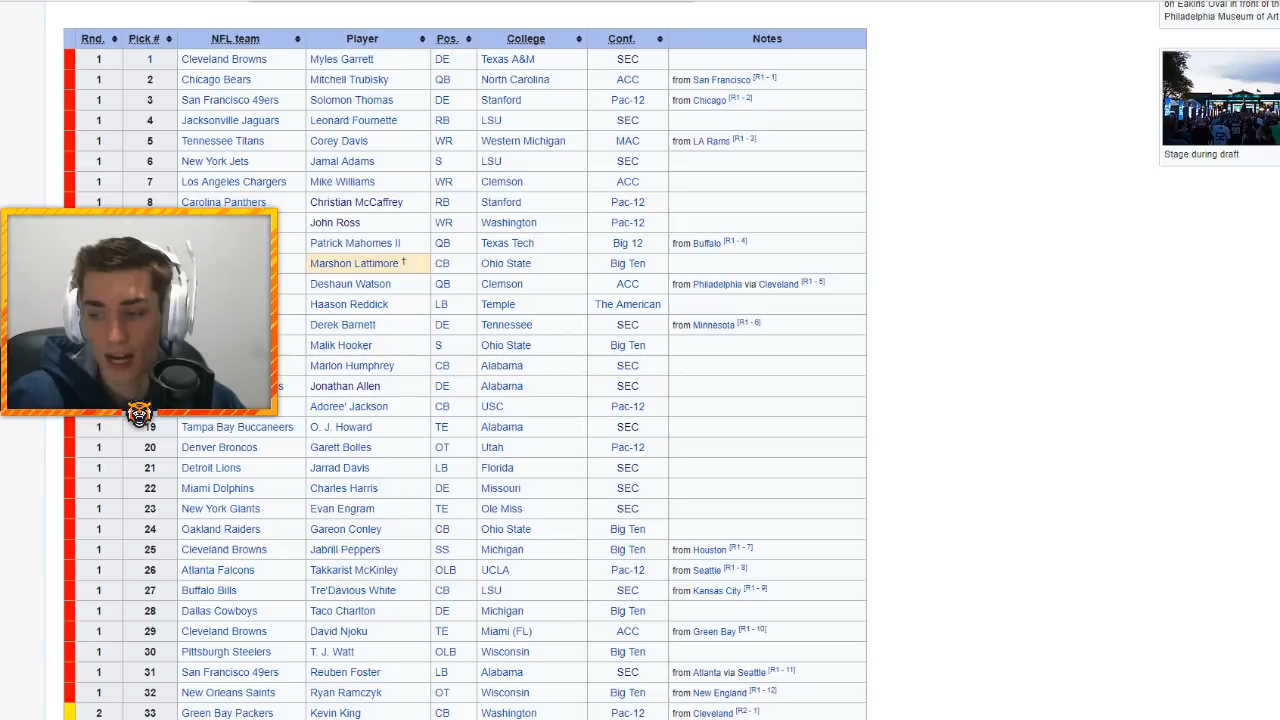 on Eakins Oval in front of the
Philadelphia Museum of Art
Rnd. Pick # NFL team Player Pos. College Conf. Notes
1 1 Cleveland Browns Myles Garrett DE Texas A&M SEC
1 2 Chicago Bears Mitchell Trubisky QB North Carolina ACC from San Francisco [R1 - 1]
1 3 San Francisco 49ers Solomon Thomas DE Stanford Pac-12 from Chicago [R1 - 2]
1 4 Jacksonville Jaguars Leonard Fournette RB LSU SEC
1 5 Tennessee Titans Corey Davis WR Western Michigan MAC from LA Rams [R1 - 3]
Stage during draft
1 6 New York Jets Jamal Adams S LSU SEC
1 7 Los Angeles Chargers Mike Williams WR Clemson ACC
1 8 Carolina Panthers Christian McCaffrey RB Stanford Pac-12
John Ross WR Washington Pac-12
Patrick Mahomes II QB Texas Tech Big 12 from Buffalo [R1 - 4]
Marshon Lattimore † CB Ohio State Big Ten
Deshaun Watson QB Clemson ACC from Philadelphia via Cleveland [R1 - 5]
Haason Reddick LB Temple The American
Derek Barnett DE Tennessee SEC from Minnesota [R1 - 6]
Malik Hooker S Ohio State Big Ten
Marlon Humphrey CB Alabama SEC
s Jonathan Allen DE Alabama SEC
Adoree' Jackson CB USC Pac-12
1 19 Tampa Bay Buccaneers O. J. Howard TE Alabama SEC
1 20 Denver Broncos Garett Bolles OT Utah Pac-12
1 21 Detroit Lions Jarrad Davis LB Florida SEC
1 22 Miami Dolphins Charles Harris DE Missouri SEC
1 23 New York Giants Evan Engram TE Ole Miss SEC
1 24 Oakland Raiders Gareon Conley CB Ohio State Big Ten
1 25 Cleveland Browns Jabrill Peppers SS Michigan Big Ten from Houston [R1 - 7]
1 26 Atlanta Falcons Takkarist McKinley OLB UCLA Pac-12 from Seattle [R1 - 8]
1 27 Buffalo Bills Tre'Davious White CB LSU SEC from Kansas City [R1 - 9]
1 28 Dallas Cowboys Taco Charlton DE Michigan Big Ten
1 29 Cleveland Browns David Njoku TE Miami (FL) ACC from Green Bay [R1 - 10]
1 30 Pittsburgh Steelers T. J. Watt OLB Wisconsin Big Ten
1 31 San Francisco 49ers Reuben Foster LB Alabama SEC from Atlanta via Seattle [R1 - 11]
1 32 New Orleans Saints Ryan Ramczyk OT Wisconsin Big Ten from New England [R1 - 12]
2 33 Green Bay Packers Kevin King CB Washington Pac-12 from Cleveland [R2 - 1]